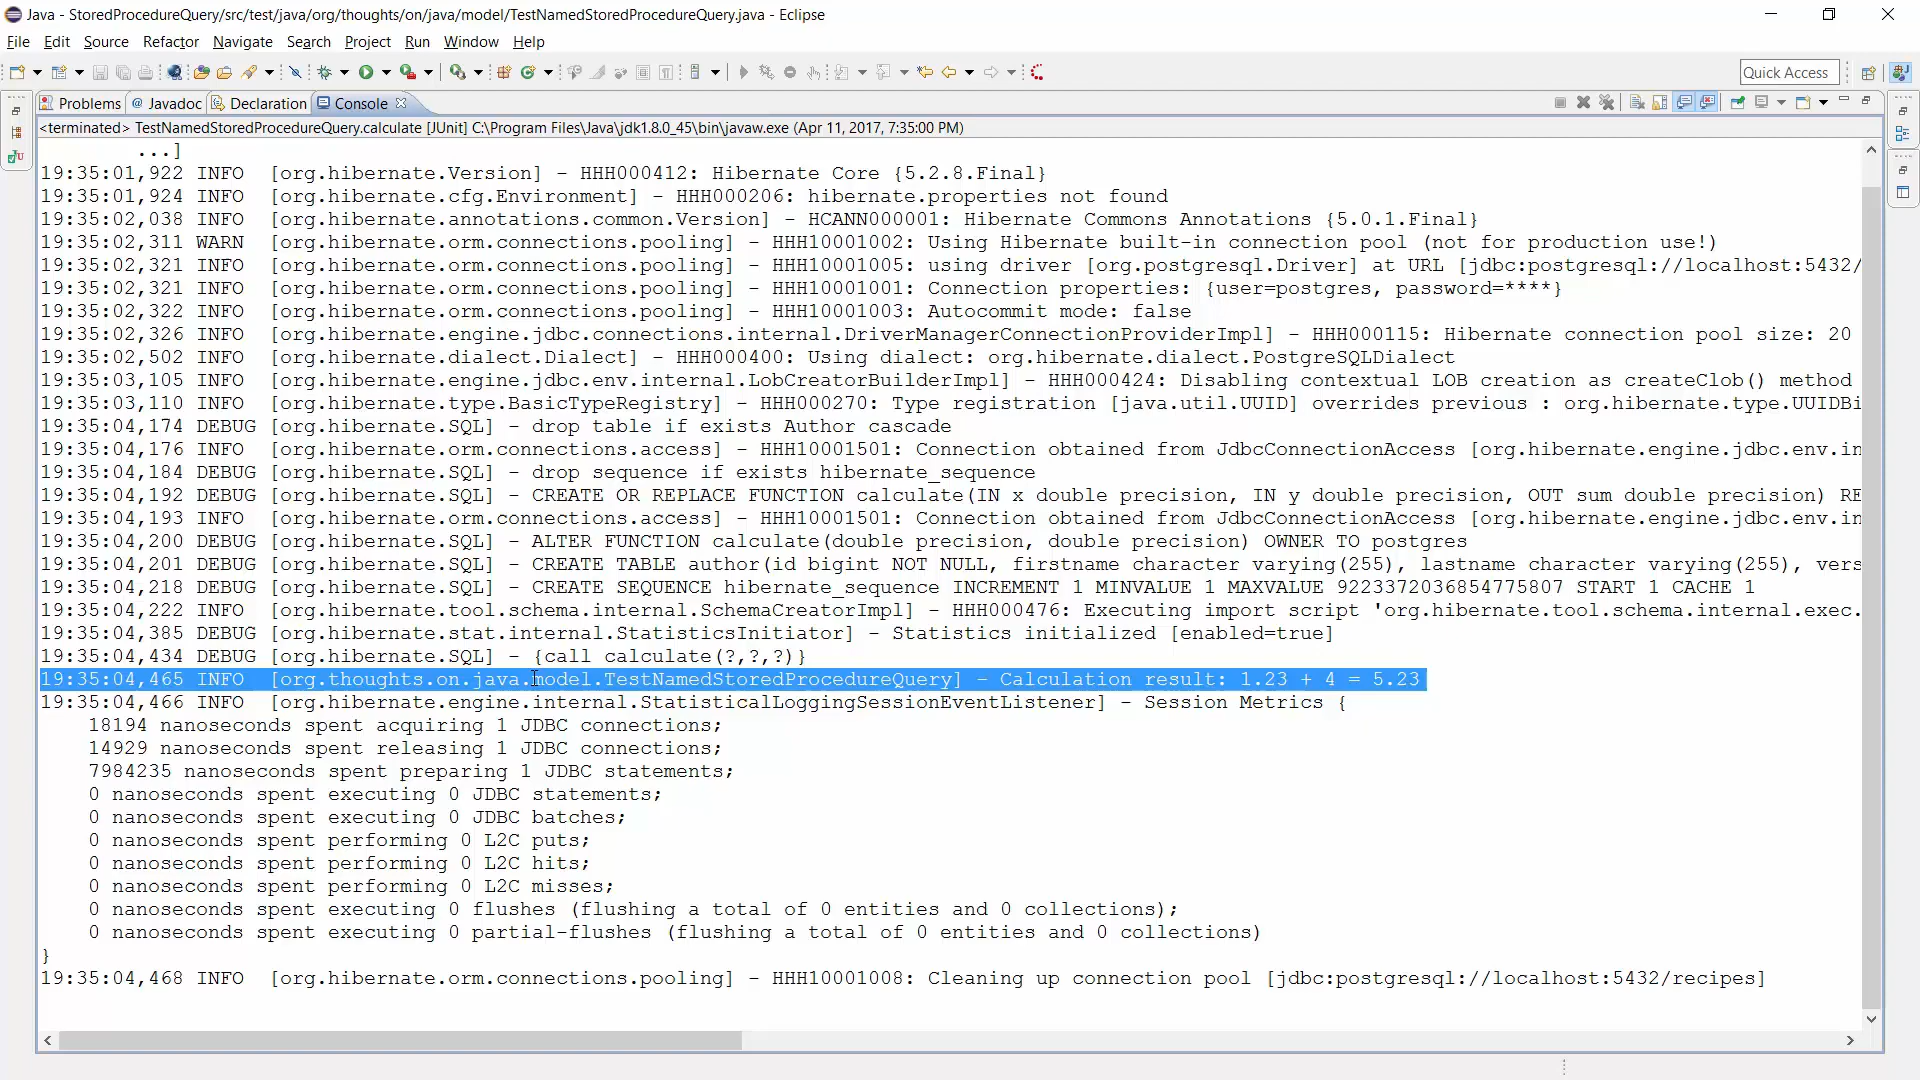 Java - StoredProcedureQuery/src/test/java/org/thoughts/on/java/model/TestNamedStoredProcedureQuery.java - Eclipse
File Edit Source Refactor Navigate Search Project Run Window Help
Quick Access
Problems @ Javadoc Declaration Console
<terminated> TestNamedStoredProcedureQuery.calculate [JUnit] C:\Program Files\Java\jdk1.8.0_45\bin\javaw.exe (Apr 11, 2017, 7:35:00 PM)
...]
19:35:01,922 INFO [org.hibernate.Version] - HHH000412: Hibernate Core {5.2.8.Final}
19:35:01,924 INFO [org.hibernate.cfg.Environment] - HHH000206: hibernate.properties not found
19:35:02,038 INFO [org.hibernate.annotations.common.Version] - HCANN000001: Hibernate Commons Annotations {5.0.1.Final}
19:35:02,311 WARN [org.hibernate.orm.connections.pooling] - HHH10001002: Using Hibernate built-in connection pool (not for production use!)
19:35:02,321 INFO [org.hibernate.orm.connections.pooling] - HHH10001005: using driver [org.postgresql.Driver] at URL [jdbc:postgresql://localhost:5432/
19:35:02,321 INFO [org.hibernate.orm.connections.pooling] - HHH10001001: Connection properties: {user=postgres, password=****}
19:35:02,322 INFO [org.hibernate.orm.connections.pooling] - HHH10001003: Autocommit mode: false
19:35:02,326 INFO [org.hibernate.engine.jdbc.connections.internal.DriverManagerConnectionProviderImpl] - HHH000115: Hibernate connection pool size: 20
19:35:02,502 INFO [org.hibernate.dialect.Dialect] - HHH000400: Using dialect: org.hibernate.dialect.PostgreSQLDialect
19:35:03,105 INFO [org.hibernate.engine.jdbc.env.internal.LobCreatorBuilderImpl] - HHH000424: Disabling contextual LOB creation as createClob() method
19:35:03,110 INFO [org.hibernate.type.BasicTypeRegistry] - HHH000270: Type registration [java.util.UUID] overrides previous : org.hibernate.type.UUIDBi
19:35:04,174 DEBUG [org.hibernate.SQL] - drop table if exists Author cascade
19:35:04,176 INFO [org.hibernate.orm.connections.access] - HHH10001501: Connection obtained from JdbcConnectionAccess [org.hibernate.engine.jdbc.env.in
19:35:04,184 DEBUG [org.hibernate.SQL] - drop sequence if exists hibernate_sequence
19:35:04,192 DEBUG [org.hibernate.SQL] - CREATE OR REPLACE FUNCTION calculate(IN x double precision, IN y double precision, OUT sum double precision) RE
19:35:04,193 INFO [org.hibernate.orm.connections.access] - HHH10001501: Connection obtained from JdbcConnectionAccess [org.hibernate.engine.jdbc.env.in
19:35:04,200 DEBUG [org.hibernate.SQL] - ALTER FUNCTION calculate(double precision, double precision) OWNER TO postgres
19:35:04,201 DEBUG [org.hibernate.SQL] - CREATE TABLE author(id bigint NOT NULL, firstname character varying(255), lastname character varying(255), vers
19:35:04,218 DEBUG [org.hibernate.SQL] - CREATE SEQUENCE hibernate_sequence INCREMENT 1 MINVALUE 1 MAXVALUE 9223372036854775807 START 1 CACHE 1
19:35:04,222 INFO [org.hibernate.tool.schema.internal.SchemaCreatorImpl] - HHH000476: Executing import script 'org.hibernate.tool.schema.internal.exec.
19:35:04,385 DEBUG [org.hibernate.stat.internal.StatisticsInitiator] - Statistics initialized [enabled=true]
19:35:04,434 DEBUG [org.hibernate.SQL] - {call calculate(?,?,?)}
19:35:04,465 INFO [org.thoughts.on.java.model.TestNamedStoredProcedureQuery] - Calculation result: 1.23 + 4 = 5.23
19:35:04,466 INFO [org.hibernate.engine.internal.StatisticalLoggingSessionEventListener] - Session Metrics {
18194 nanoseconds spent acquiring 1 JDBC connections;
14929 nanoseconds spent releasing 1 JDBC connections;
7984235 nanoseconds spent preparing 1 JDBC statements;
0 nanoseconds spent executing 0 JDBC statements;
0 nanoseconds spent executing 0 JDBC batches;
0 nanoseconds spent performing 0 L2C puts;
0 nanoseconds spent performing 0 L2C hits;
0 nanoseconds spent performing 0 L2C misses;
0 nanoseconds spent executing 0 flushes (flushing a total of 0 entities and 0 collections);
0 nanoseconds spent executing 0 partial-flushes (flushing a total of 0 entities and 0 collections)
}
19:35:04,468 INFO [org.hibernate.orm.connections.pooling] - HHH10001008: Cleaning up connection pool [jdbc:postgresql://localhost:5432/recipes]